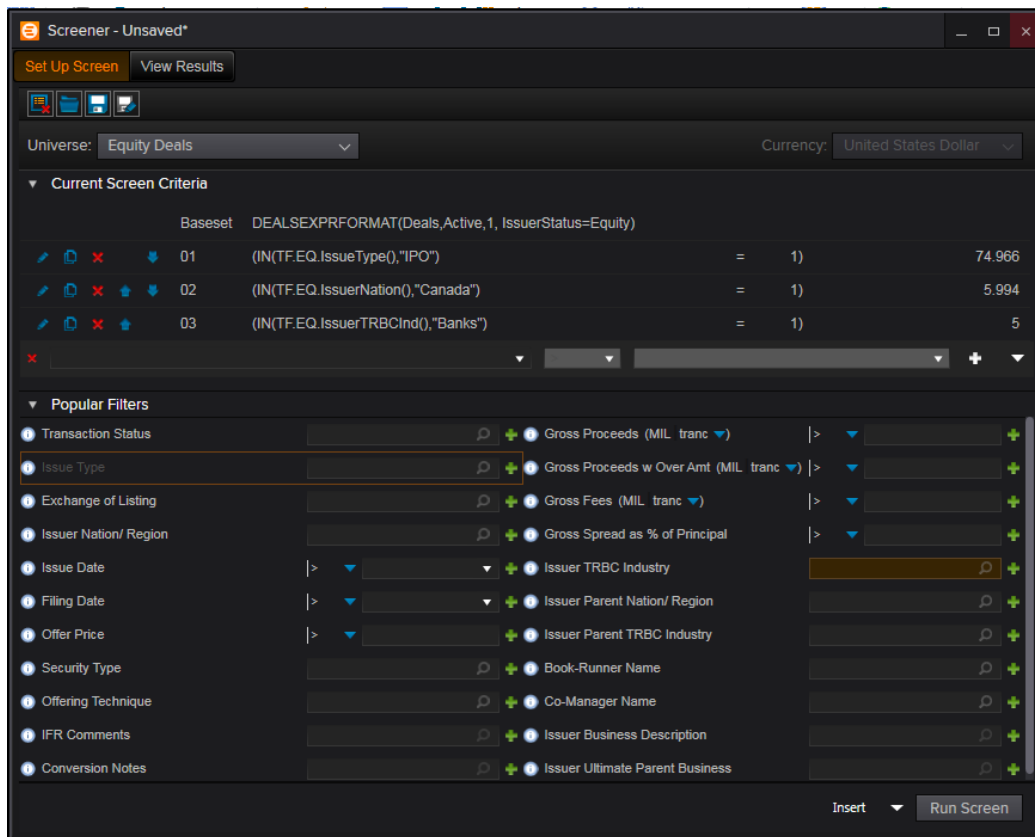 Screener - Unsaved*
Set Up Screen View Results
Universe: Equity Deals Currency: United States Dollar
Current Screen Criteria
Baseset DEALSEXPRFORMAT(Deals,Active,1, IssuerStatus=Equity)
01 (IN(TF.EQ.IssueType(),"IPO") = 1) 74.966
02 (IN(TF.EQ.IssuerNation(),"Canada") = 1) 5.994
03 (IN(TF.EQ.IssuerTRBCInd(),"Banks") = 1) 5
Popular Filters
Transaction Status Gross Proceeds (MIL tranc ) >
Issue Type Gross Proceeds w Over Amt (MIL tranc ) >
Exchange of Listing Gross Fees (MIL tranc ) >
Issuer Nation/ Region Gross Spread as % of Principal >
Issue Date > Issuer TRBC Industry
Filing Date > Issuer Parent Nation/ Region
Offer Price > Issuer Parent TRBC Industry
Security Type Book-Runner Name
Offering Technique Co-Manager Name
IFR Comments Issuer Business Description
Conversion Notes Issuer Ultimate Parent Business
Insert Run Screen